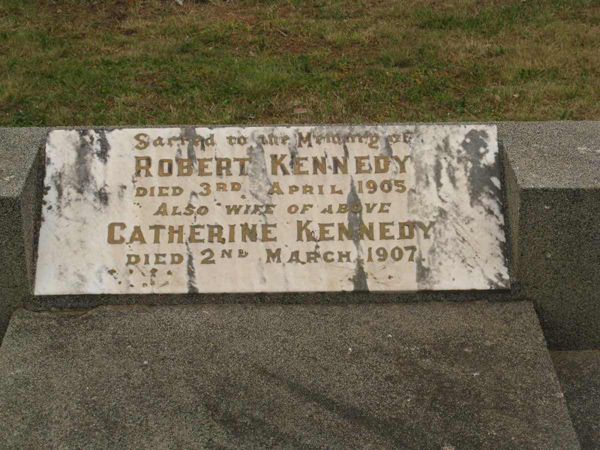 Sacred to the Memory of
ROBERT KENNEDY
DIED 3RD APRIL 1905.
ALSO WIFE OF ABOVE
CATHERINE KENNEDY
DIED 2ND MARCH 1907.